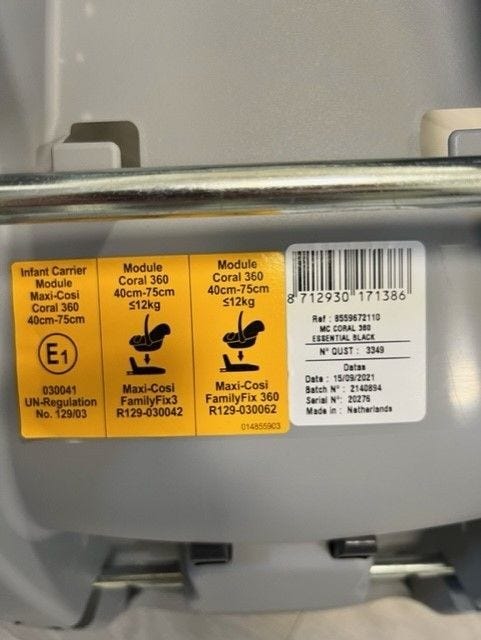 Infant Carrier
Module
Maxi-Cosi
Coral 360
40cm-75cm
E1
030041
UN-Regulation
No. 129/03
Module
Coral 360
40cm-75cm
≤12kg
Maxi-Cosi
FamilyFix3
R129-030042
Module
Coral 360
40cm-75cm
≤12kg
Maxi-Cosi
FamilyFix 360
R129-030062
014855903
8 712930 171386
Ref : 8559672110
MC CORAL 360
ESSENTIAL BLACK
N° QUST : 3349
Datas
Date : 15/09/2021
Batch N° : 2140894
Serial N°: 20276
Made in : Netherlands